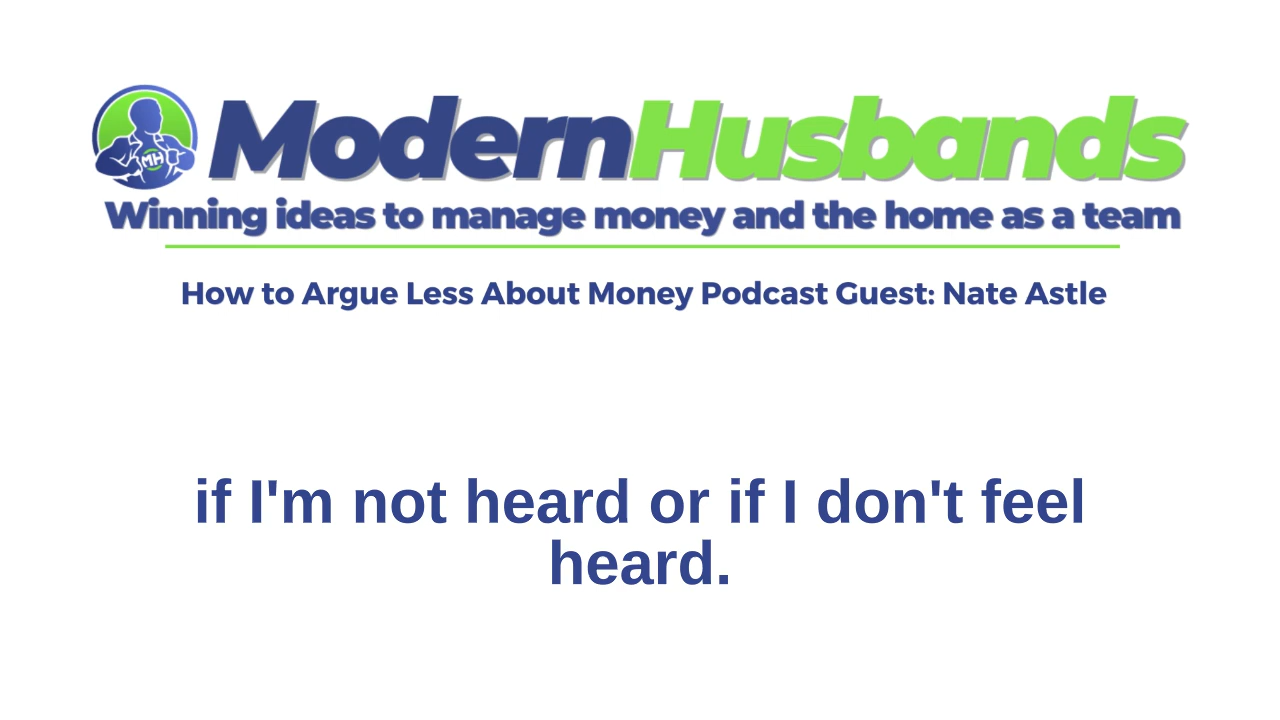 MH
ModernHusbands
Winning ideas to manage money and the home as a team
How to Argue Less About Money Podcast Guest: Nate Astle
if I'm not heard or if I don't feel
heard.